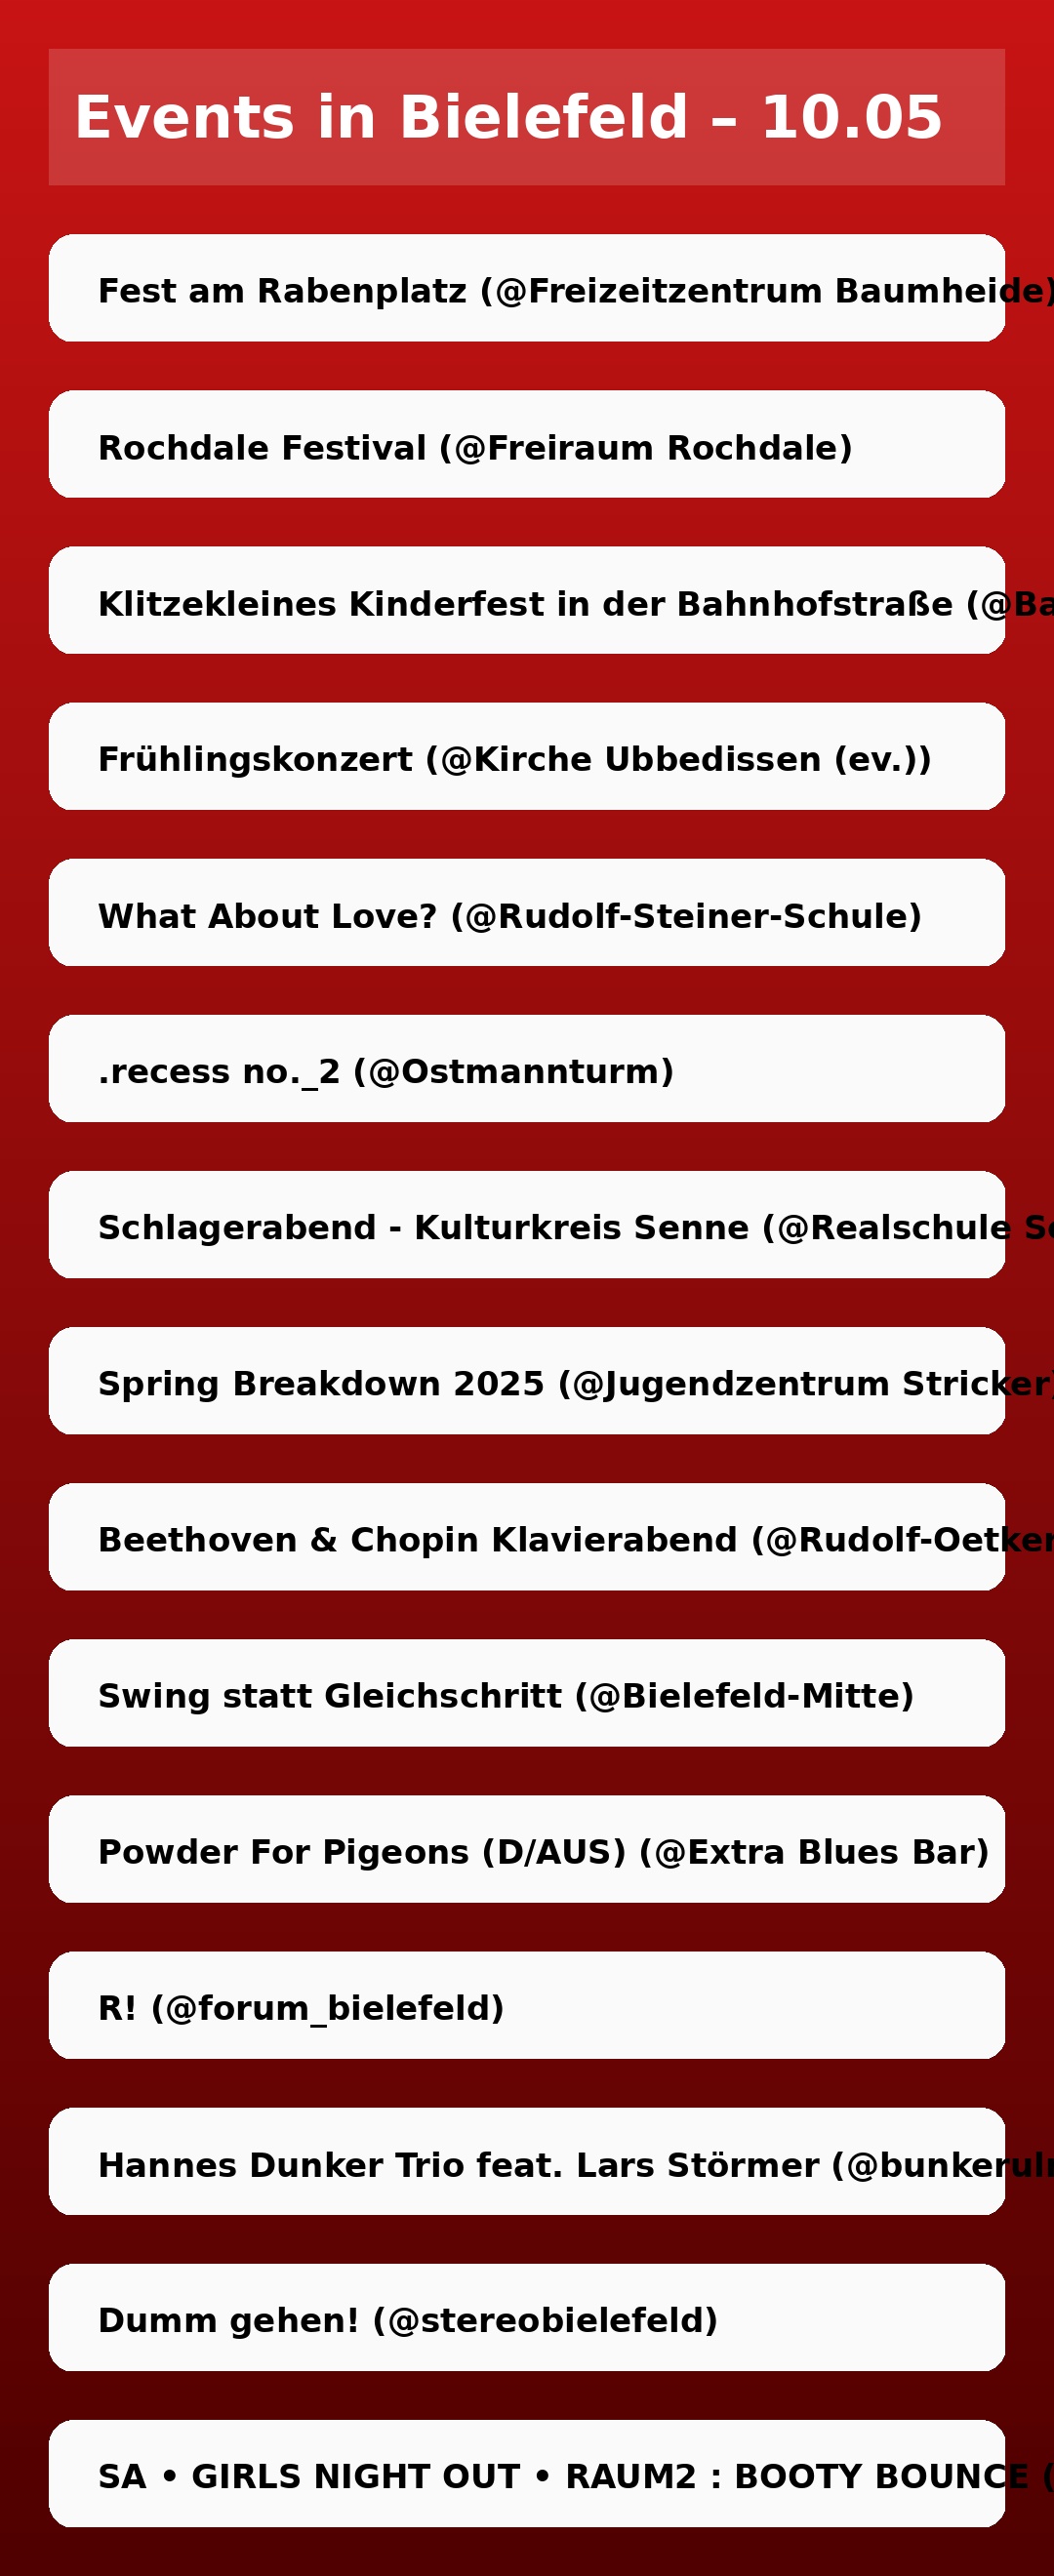 Events in Bielefeld – 10.05
Fest am Rabenplatz (@Freizeitzentrum Baumheide)
Rochdale Festival (@Freiraum Rochdale)
Klitzekleines Kinderfest in der Bahnhofstraße
Frühlingskonzert (@Kirche Ubbedissen (ev.))
What About Love? (@Rudolf-Steiner-Schule)
.recess no._2 (@Ostmannturm)
Schlagerabend - Kulturkreis Senne (@Realschule
Spring Breakdown 2025 (@Jugendzentrum Stricker)
Beethoven & Chopin Klavierabend (@Rudolf-Oetker
Swing statt Gleichschritt (@Bielefeld-Mitte)
Powder For Pigeons (D/AUS) (@Extra Blues Bar)
R! (@forum_bielefeld)
Hannes Dunker Trio feat. Lars Störmer
Dumm gehen! (@stereobielefeld)
SA • GIRLS NIGHT OUT • RAUM2 : BOOTY BOUNCE (